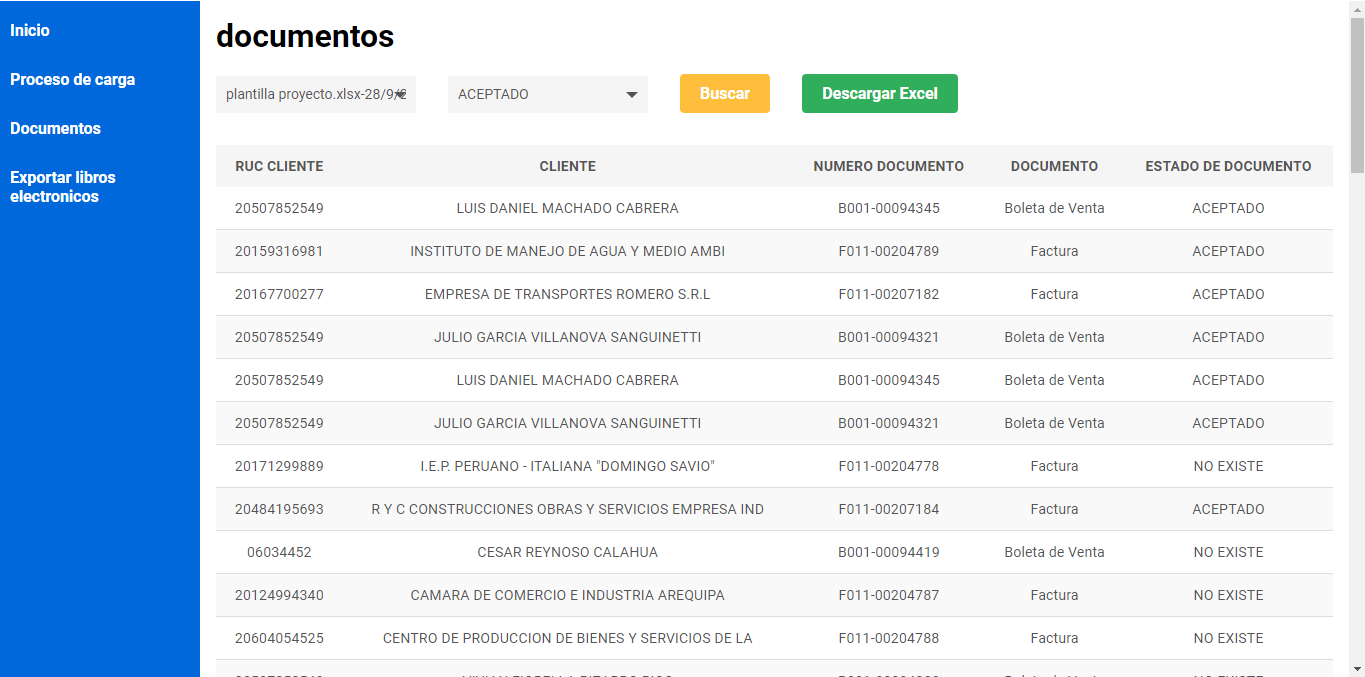 Inicio
Proceso de carga
Documentos
Exportar libros
electronicos
documentos
plantilla proyecto.xlsx-28/9/2 ACEPTADO Buscar Descargar Excel
RUC CLIENTE CLIENTE NUMERO DOCUMENTO DOCUMENTO ESTADO DE DOCUMENTO
20507852549 LUIS DANIEL MACHADO CABRERA B001-00094345 Boleta de Venta ACEPTADO
20159316981 INSTITUTO DE MANEJO DE AGUA Y MEDIO AMBI F011-00204789 Factura ACEPTADO
20167700277 EMPRESA DE TRANSPORTES ROMERO S.R.L F011-00207182 Factura ACEPTADO
20507852549 JULIO GARCIA VILLANOVA SANGUINETTI B001-00094321 Boleta de Venta ACEPTADO
20507852549 LUIS DANIEL MACHADO CABRERA B001-00094345 Boleta de Venta ACEPTADO
20507852549 JULIO GARCIA VILLANOVA SANGUINETTI B001-00094321 Boleta de Venta ACEPTADO
20171299889 I.E.P. PERUANO - ITALIANA "DOMINGO SAVIO" F011-00204778 Factura NO EXISTE
20484195693 R Y C CONSTRUCCIONES OBRAS Y SERVICIOS EMPRESA IND F011-00207184 Factura ACEPTADO
06034452 CESAR REYNOSO CALAHUA B001-00094419 Boleta de Venta NO EXISTE
20124994340 CAMARA DE COMERCIO E INDUSTRIA AREQUIPA F011-00204787 Factura NO EXISTE
20604054525 CENTRO DE PRODUCCION DE BIENES Y SERVICIOS DE LA F011-00204788 Factura NO EXISTE